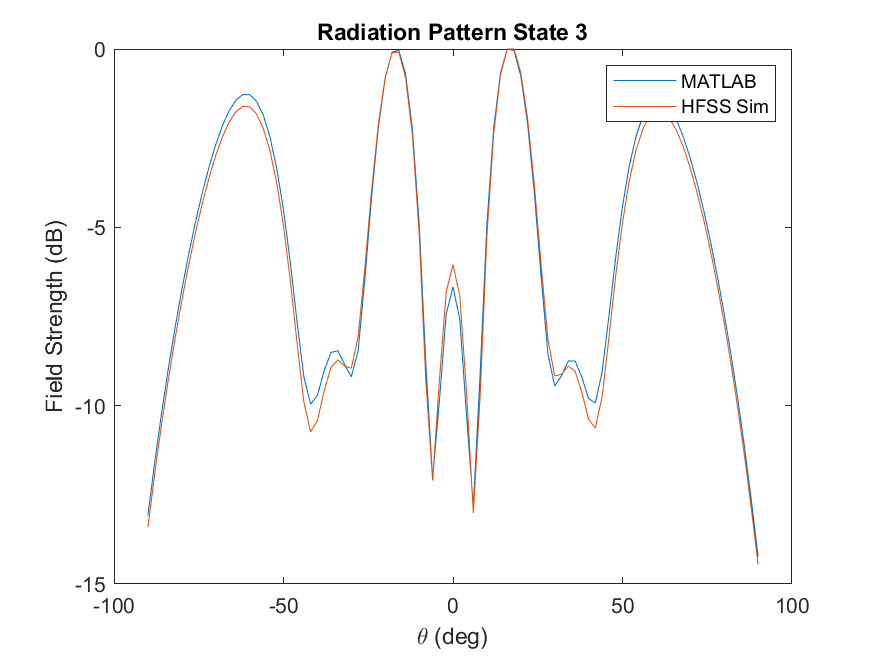 Radiation Pattern State 3
MATLAB
HFSS Sim
0
-5
-10
-15
Field Strength (dB)
-100
-50
0
50
100
θ (deg)